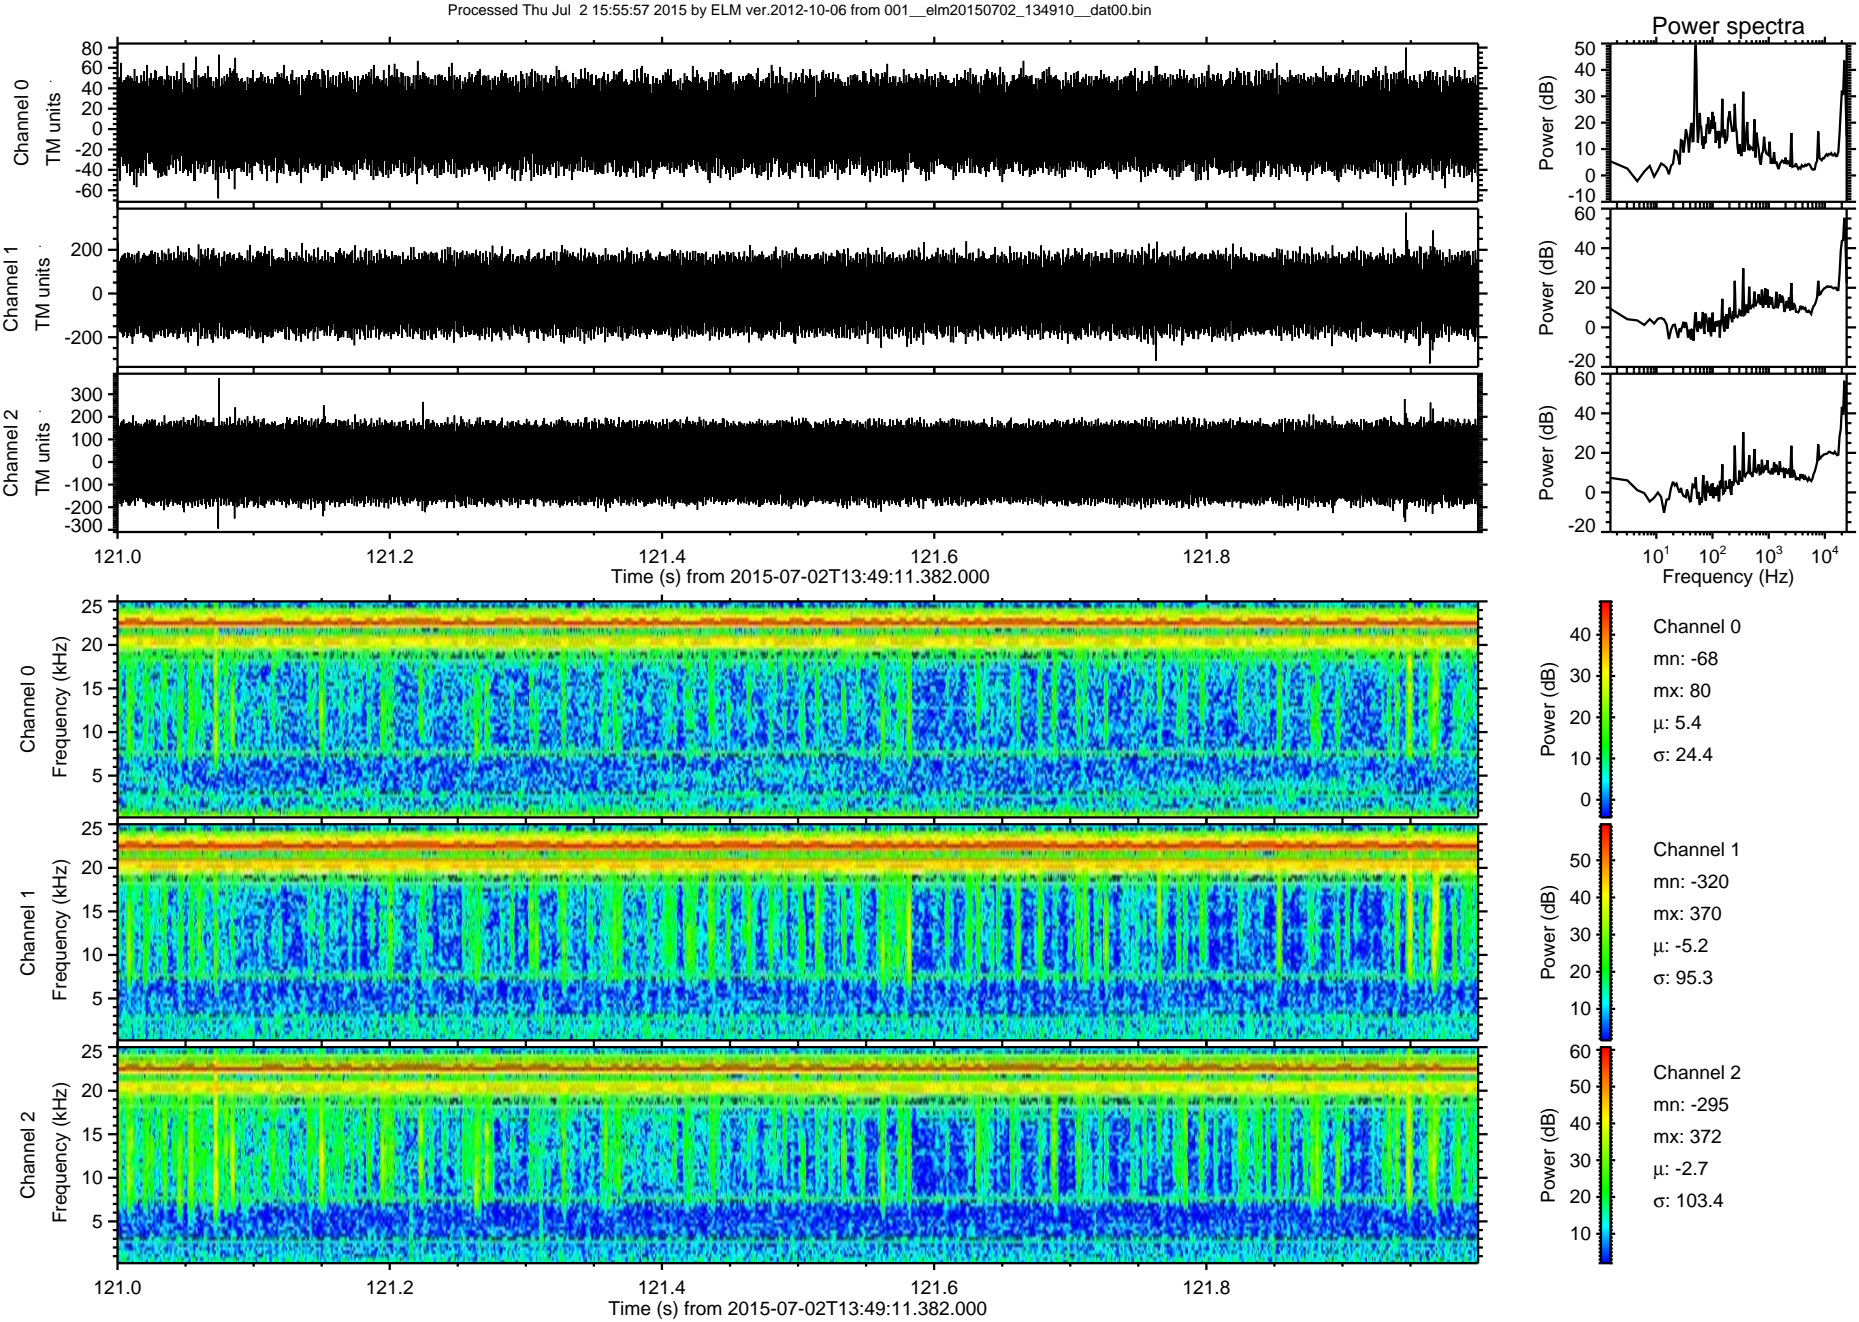 Processed Thu Jul  2 15:55:57 2015 by ELM ver.2012-10-06 from 001__elm20150702_134910__dat00.bin
Power spectra
Channel 0
TM units
80
60
40
20
0
-20
-40
-60
Power (dB)
50
40
30
20
10
0
-10
Channel 1
TM units
200
0
-200
Power (dB)
60
40
20
0
-20
Channel 2
TM units
300
200
100
0
-100
-200
-300
Power (dB)
60
40
20
0
-20
121.0 121.2 121.4 121.6 121.8
Time (s) from 2015-07-02T13:49:11.382.000
10^1 10^2 10^3 10^4
Frequency (Hz)
Channel 0
Frequency (kHz)
25
20
15
10
5
Power (dB)
40
30
20
10
0
Channel 0
mn: -68
mx: 80
μ: 5.4
σ: 24.4
Channel 1
Frequency (kHz)
25
20
15
10
5
Power (dB)
50
40
30
20
10
Channel 1
mn: -320
mx: 370
μ: -5.2
σ: 95.3
Channel 2
Frequency (kHz)
25
20
15
10
5
Power (dB)
60
50
40
30
20
10
Channel 2
mn: -295
mx: 372
μ: -2.7
σ: 103.4
121.0 121.2 121.4 121.6 121.8
Time (s) from 2015-07-02T13:49:11.382.000